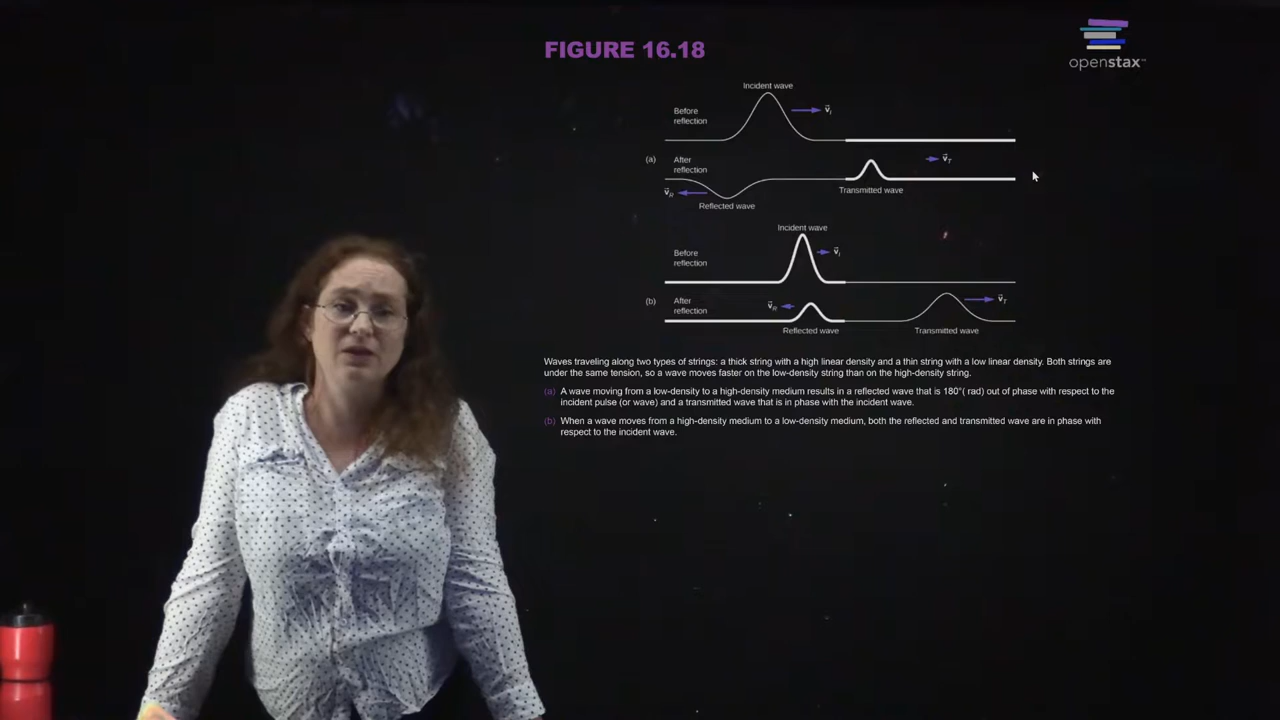 FIGURE 16.18
openstax™
Incident wave
Before
reflection
v⃗I
(a)
After
reflection
v⃗T
v⃗R
Transmitted wave
Reflected wave
Incident wave
Before
reflection
v⃗I
(b)
After
reflection
v⃗R
v⃗T
Reflected wave
Transmitted wave
Waves traveling along two types of strings: a thick string with a high linear density and a thin string with a low linear density. Both strings are
under the same tension, so a wave moves faster on the low-density string than on the high-density string.
(a) A wave moving from a low-density to a high-density medium results in a reflected wave that is 180°( rad) out of phase with respect to the
incident pulse (or wave) and a transmitted wave that is in phase with the incident wave.
(b) When a wave moves from a high-density medium to a low-density medium, both the reflected and transmitted wave are in phase with
respect to the incident wave.